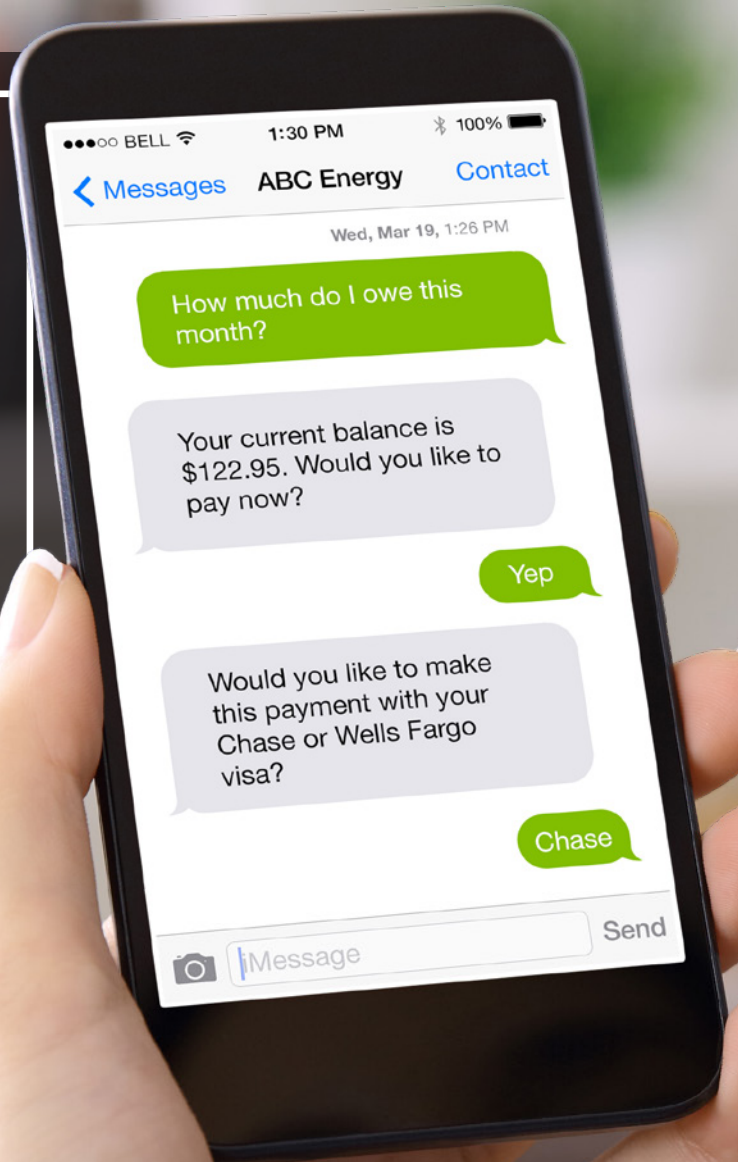 BELL 1:30 PM 100%
Messages ABC Energy Contact
Wed, Mar 19, 1:26 PM
How much do I owe this
month?
Your current balance is
$122.95. Would you like to
pay now?
Yep
Would you like to make
this payment with your
Chase or Wells Fargo
visa?
Chase
iMessage Send